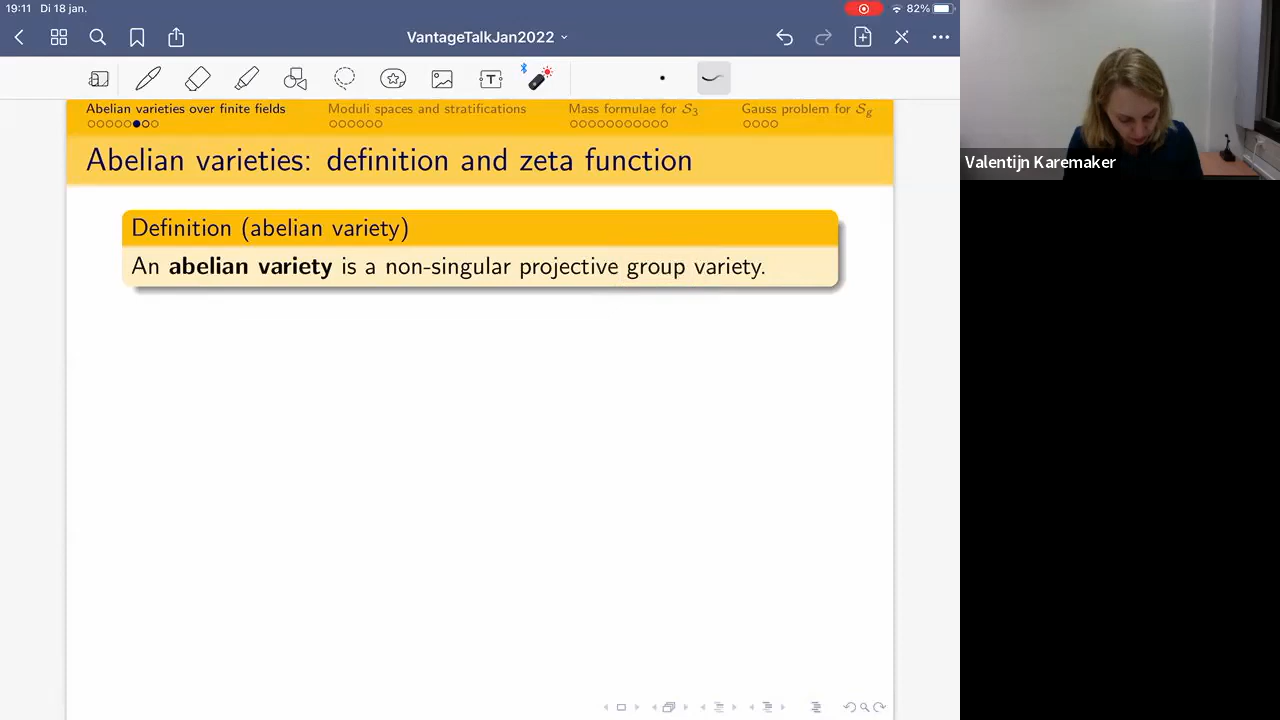 19:11 Di 18 jan.
82%
VantageTalkJan2022
T
Abelian varieties over finite fields
Moduli spaces and stratifications
Mass formulae for 𝒮₃
Gauss problem for 𝒮g
Abelian varieties: definition and zeta function
Definition (abelian variety)
An abelian variety is a non-singular projective group variety.
Valentijn Karemaker